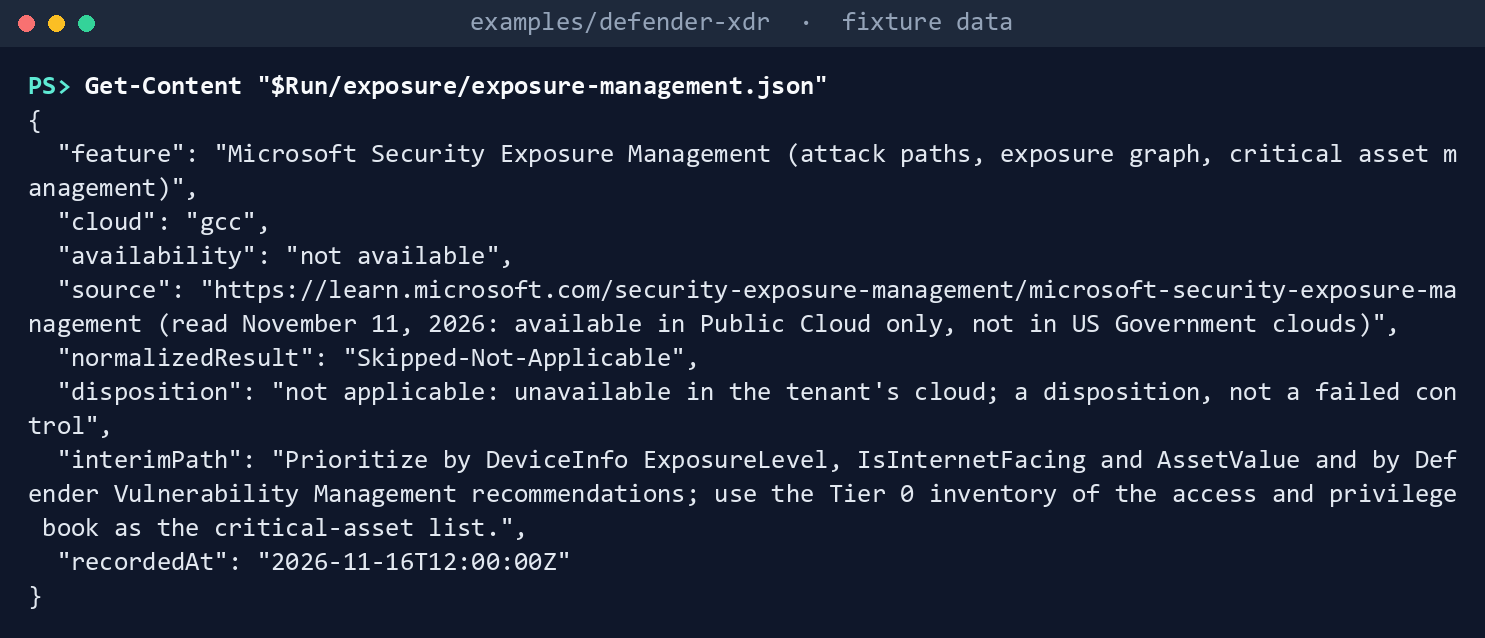 examples/defender-xdr  ·  fixture data
PS> Get-Content "$Run/exposure/exposure-management.json"
{
  "feature": "Microsoft Security Exposure Management (attack paths, exposure graph, critical asset m
anagement)",
  "cloud": "gcc",
  "availability": "not available",
  "source": "https://learn.microsoft.com/security-exposure-management/microsoft-security-exposure-ma
nagement (read November 11, 2026: available in Public Cloud only, not in US Government clouds)",
  "normalizedResult": "Skipped-Not-Applicable",
  "disposition": "not applicable: unavailable in the tenant's cloud; a disposition, not a failed con
trol",
  "interimPath": "Prioritize by DeviceInfo ExposureLevel, IsInternetFacing and AssetValue and by Def
ender Vulnerability Management recommendations; use the Tier 0 inventory of the access and privilege
 book as the critical-asset list.",
  "recordedAt": "2026-11-16T12:00:00Z"
}